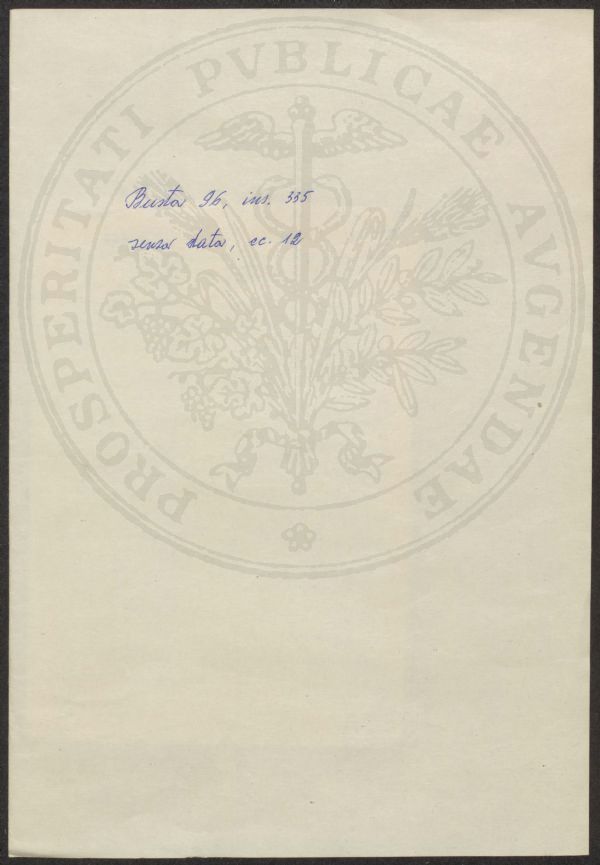 PROSPERITATI PVBLICAE AVGENDAE
Busta 96, ins. 335
senza data, cc. 12